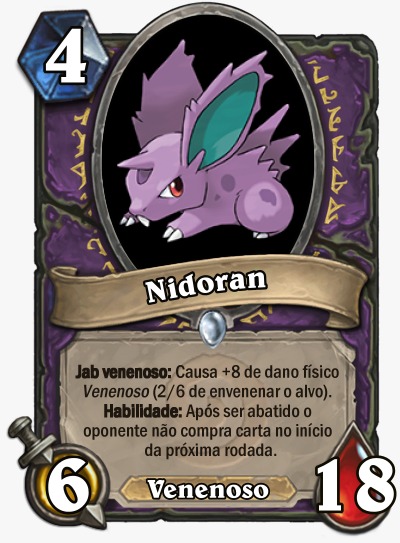 4
Nidoran
Jab venenoso: Causa +8 de dano físico
Venenoso (2/6 de envenenar o alvo).
Habilidade: Após ser abatido o
oponente não compra carta no início
da próxima rodada.
6
Venenoso
18